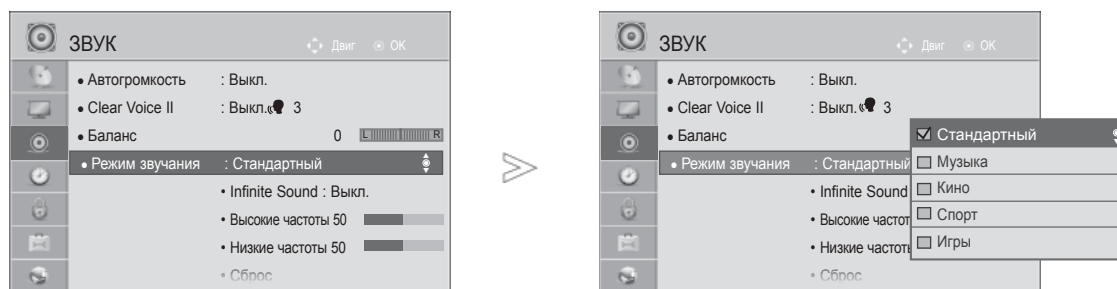 ЗВУК
Двиг ОК
• Автогромкость : Выкл.
• Clear Voice II : Выкл. 3
• Баланс 0 L R
• Режим звучания : Стандартный
• Infinite Sound : Выкл.
• Высокие частоты 50
• Низкие частоты 50
• Сброс
ЗВУК
Двиг ОК
• Автогромкость : Выкл.
• Clear Voice II : Выкл. 3
• Баланс
• Режим звучания : Стандартный
• Infinite Sound
• Высокие частот
• Низкие частоты
• Сброс
Стандартный
Музыка
Кино
Спорт
Игры